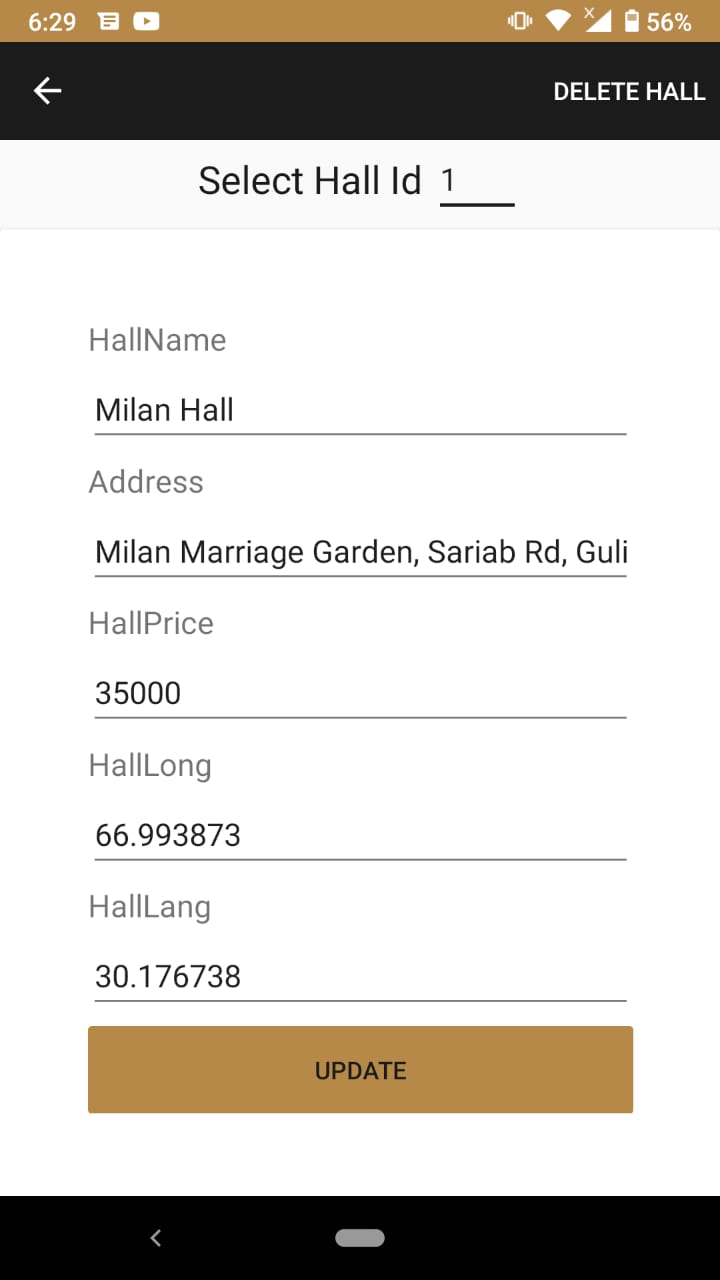 6:29 56%
DELETE HALL
Select Hall Id 1
HallName
Milan Hall
Address
Milan Marriage Garden, Sariab Rd, Guli
HallPrice
35000
HallLong
66.993873
HallLang
30.176738
UPDATE